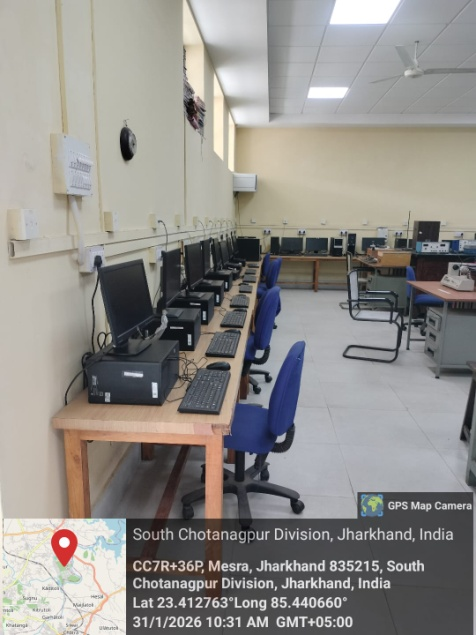 GPS Map Camera
South Chotanagpur Division, Jharkhand, India
CC7R+36P, Mesra, Jharkhand 835215, South
Chotanagpur Division, Jharkhand, India
Lat 23.412763°Long 85.440660°
31/1/2026 10:31 AM GMT+05:00